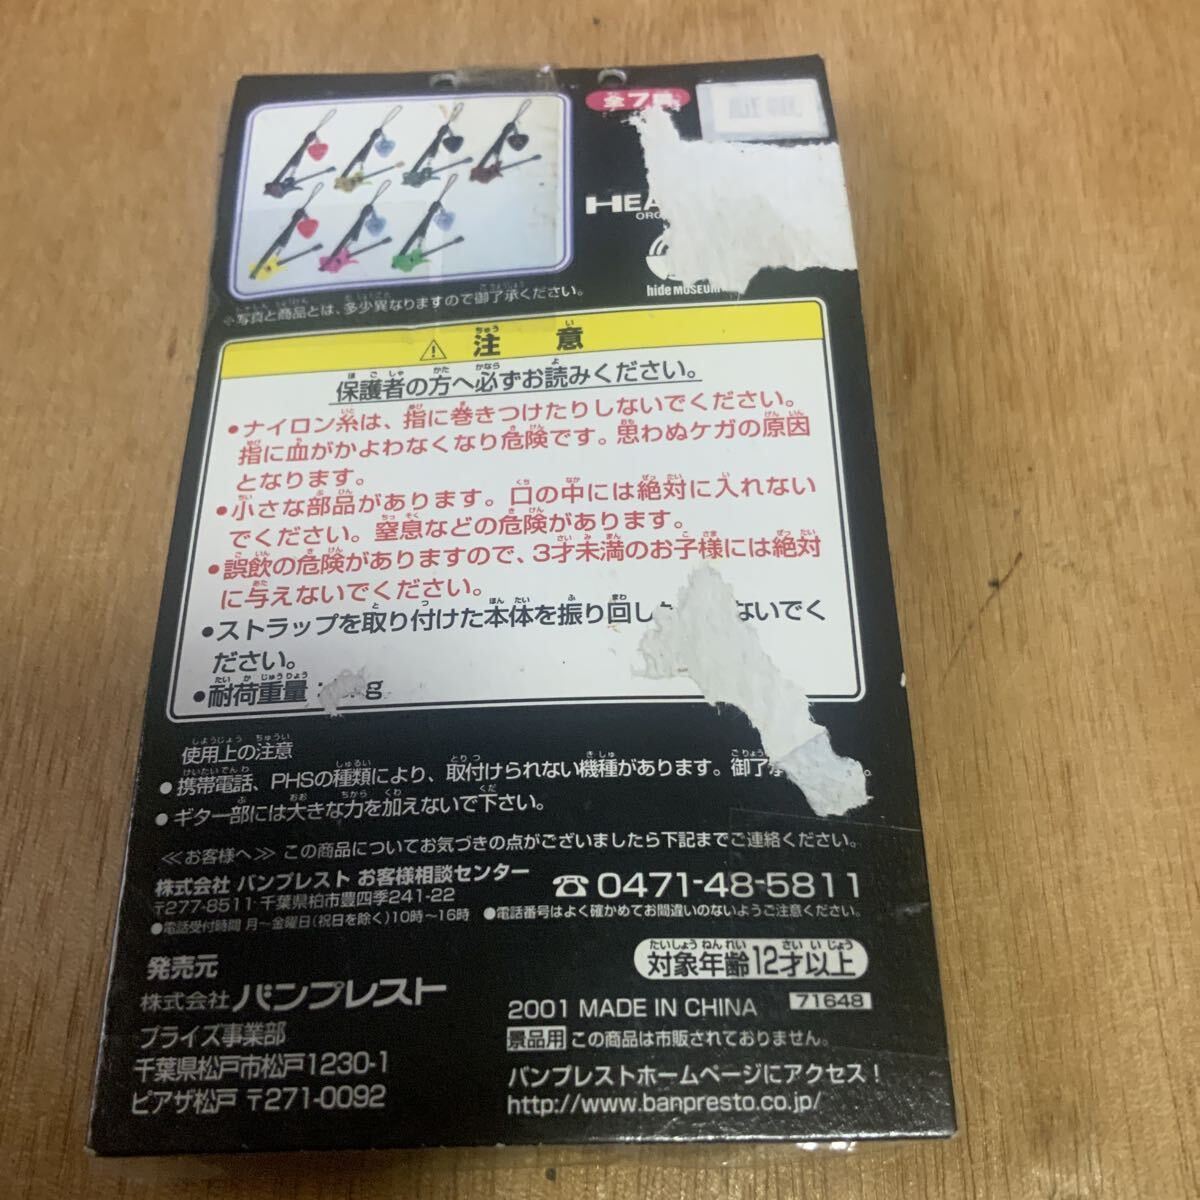 全7種
HEA
ORG
hide MUSEUM
※写真と商品とは、多少異なりますので御了承ください。
注意
保護者の方へ必ずお読みください。
●ナイロン糸は、指に巻きつけたりしないでください。
指に血がかよわなくなり危険です。思わぬケガの原因
となります。
●小さな部品があります。口の中には絶対に入れない
でください。窒息などの危険があります。
●誤飲の危険がありますので、3才未満のお子様には絶対
に与えないでください。
●ストラップを取り付けた本体を振り回し ないでく
ださい。
●耐荷重量: g
使用上の注意
●携帯電話、PHSの種類により、取付けられない機種があります。御了承 。
●ギター部には大きな力を加えないで下さい。
≪お客様へ≫ この商品についてお気づきの点がございましたら下記までご連絡ください。
株式会社 バンプレスト お客様相談センター ☎0471-48-5811
〒277-8511 千葉県柏市豊四季241-22
●電話受付時間 月〜金曜日(祝日を除く)10時〜16時 ●電話番号はよく確かめてお間違いのないようご注意ください。
対象年齢12才以上
発売元
株式会社 バンプレスト
プライズ事業部
千葉県松戸市松戸1230-1
ピアザ松戸 〒271-0092
2001 MADE IN CHINA 71648
景品用 この商品は市販されておりません。
バンプレストホームページにアクセス!
http://www.banpresto.co.jp/